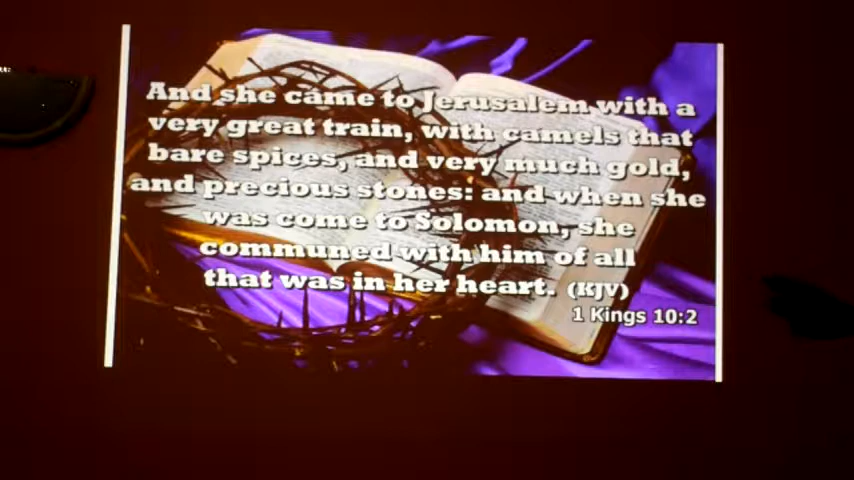 And she came to Jerusalem with a
very great train, with camels that
bare spices, and very much gold,
and precious stones: and when she
was come to Solomon, she
communed with him of all
that was in her heart. (KJV)
1 Kings 10:2